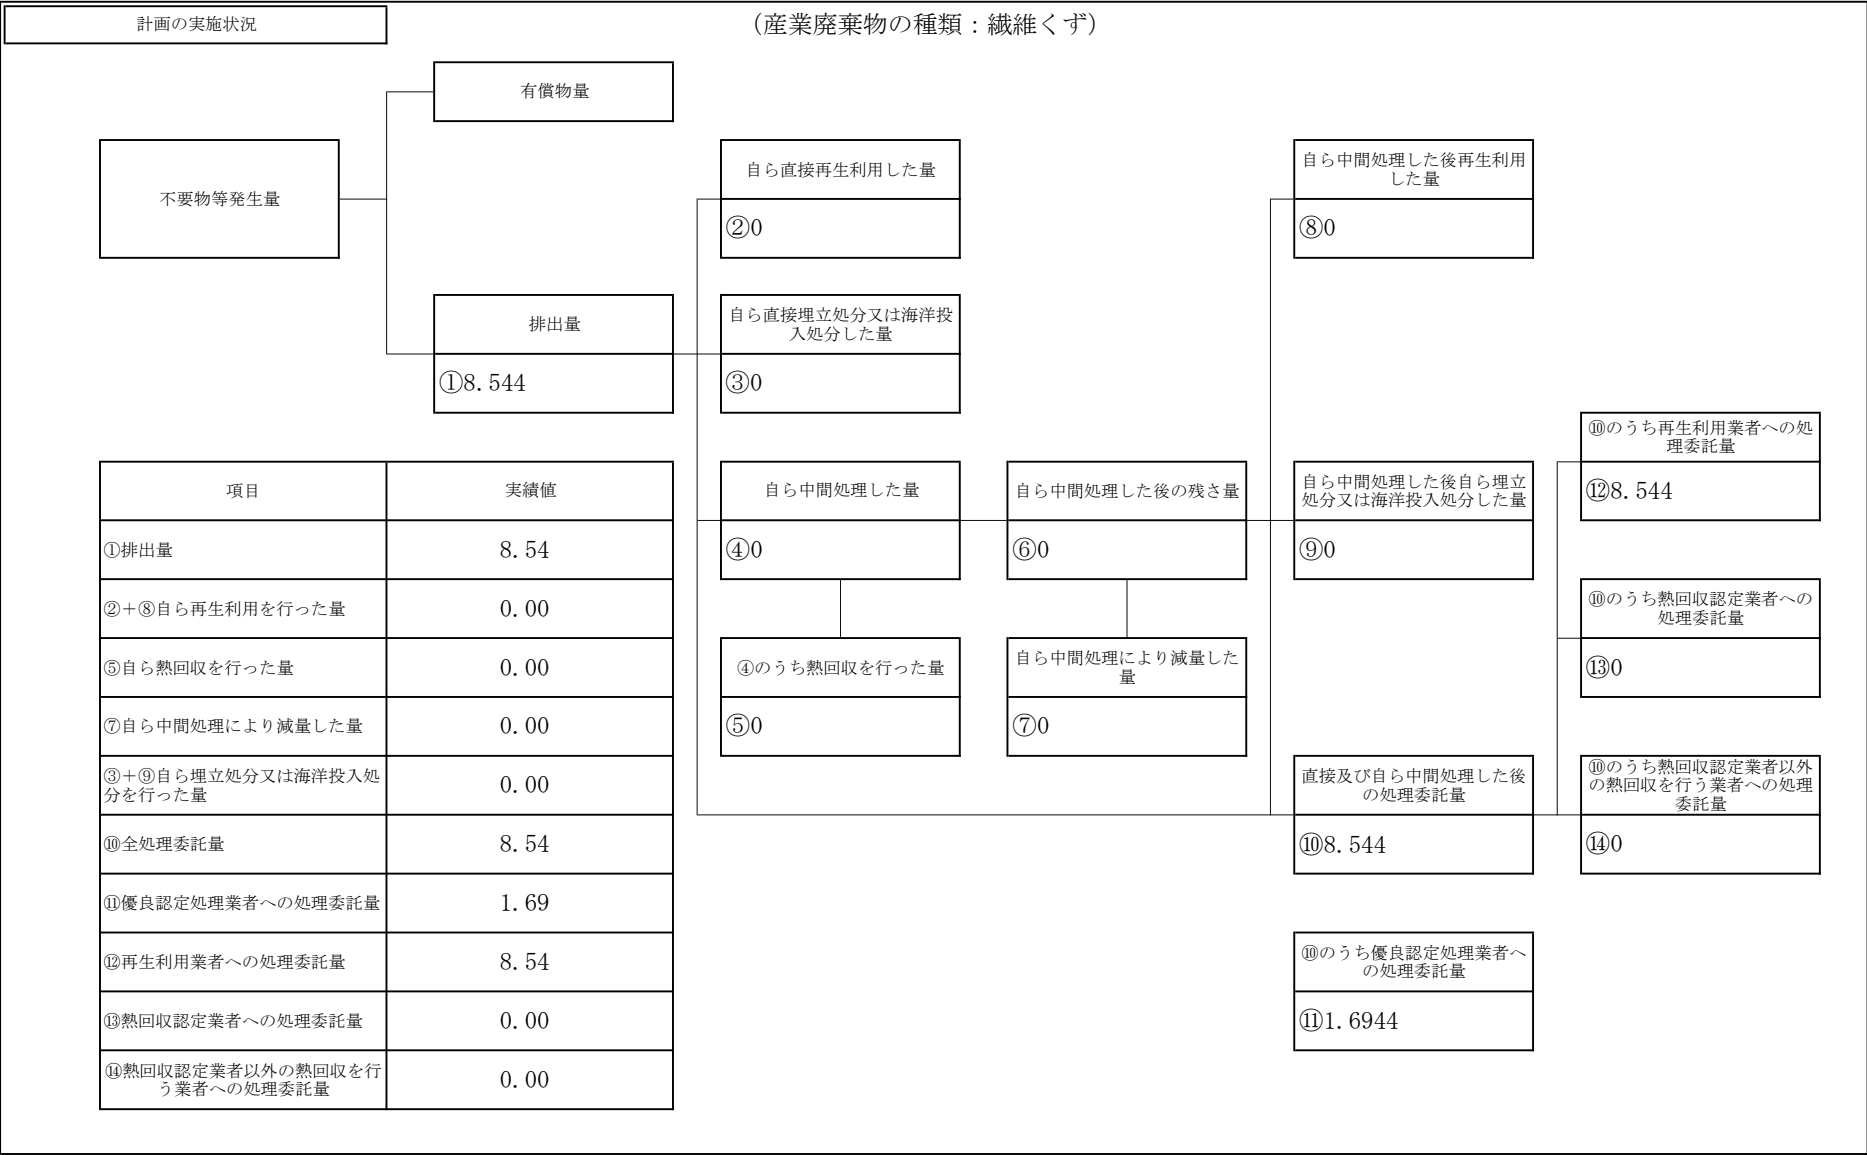 計画の実施状況
（産業廃棄物の種類：繊維くず）
有償物量
不要物等発生量
排出量
①8.544
自ら直接再生利用した量
②0
自ら直接埋立処分又は海洋投
入処分した量
③0
自ら中間処理した量
④0
④のうち熱回収を行った量
⑤0
自ら中間処理した後の残さ量
⑥0
自ら中間処理により減量した
量
⑦0
自ら中間処理した後再生利用
した量
⑧0
自ら中間処理した後自ら埋立
処分又は海洋投入処分した量
⑨0
直接及び自ら中間処理した後
の処理委託量
⑩8.544
⑩のうち優良認定処理業者へ
の処理委託量
⑪1.6944
⑩のうち再生利用業者への処
理委託量
⑫8.544
⑩のうち熱回収認定業者への
処理委託量
⑬0
⑩のうち熱回収認定業者以外
の熱回収を行う業者への処理
委託量
⑭0
項目 実績値
①排出量 8.54
②＋⑧自ら再生利用を行った量 0.00
⑤自ら熱回収を行った量 0.00
⑦自ら中間処理により減量した量 0.00
③＋⑨自ら埋立処分又は海洋投入処
分を行った量 0.00
⑩全処理委託量 8.54
⑪優良認定処理業者への処理委託量 1.69
⑫再生利用業者への処理委託量 8.54
⑬熱回収認定業者への処理委託量 0.00
⑭熱回収認定業者以外の熱回収を行
う業者への処理委託量 0.00